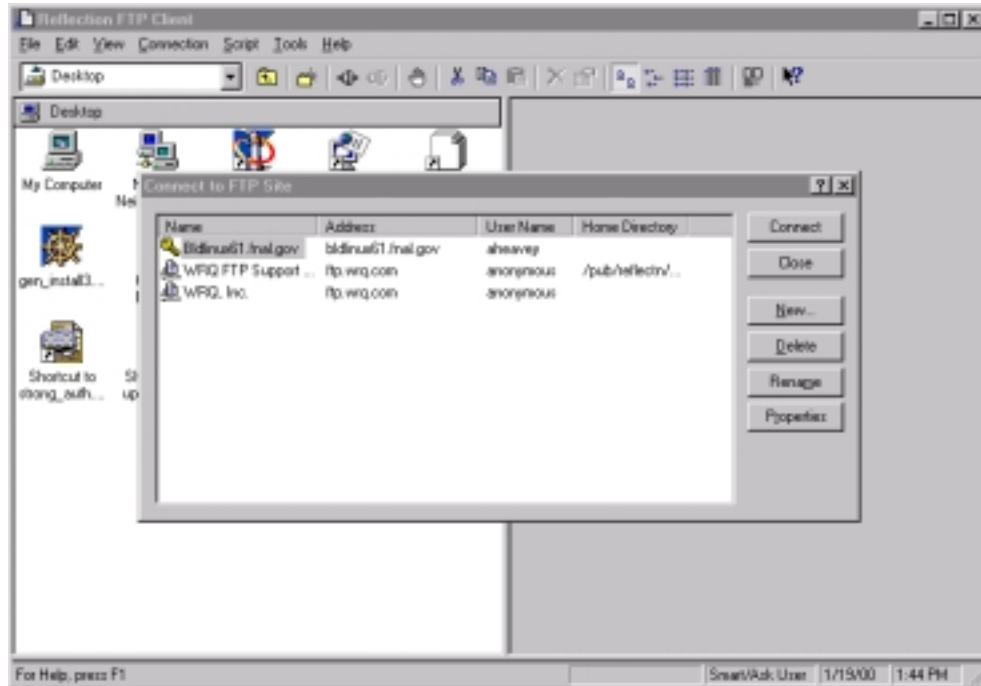 Reflection FTP Client
File Edit View Connection Script Tools Help
Desktop
Desktop
My Computer
Nei
gen_install3...
Shortcut to
strong_auth...
Sh
up
Connect to FTP Site
Name Address User Name Home Directory
Bldlinux61.fnal.gov bldlinux61.fnal.gov aheavey
WRQ FTP Support ... ftp.wrq.com anonymous /pub/reflectn/...
WRQ, Inc. ftp.wrq.com anonymous
Connect
Close
New...
Delete
Rename
Properties
For Help, press F1 Smart/Ask User 1/19/00 1:44 PM